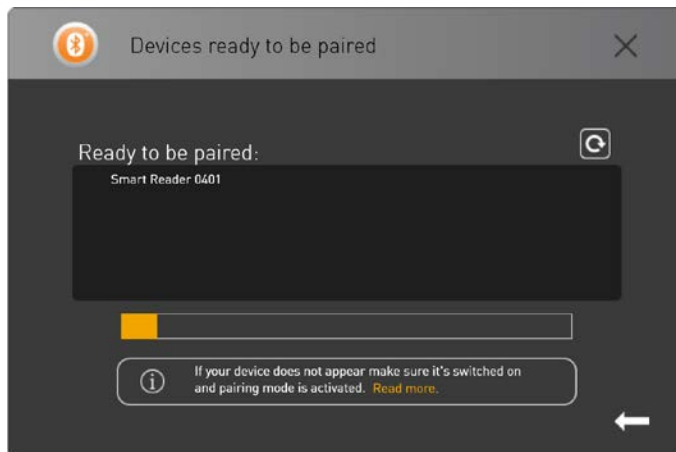 Devices ready to be paired
Ready to be paired:
Smart Reader 0401
If your device does not appear make sure it's switched on
and pairing mode is activated. Read more.